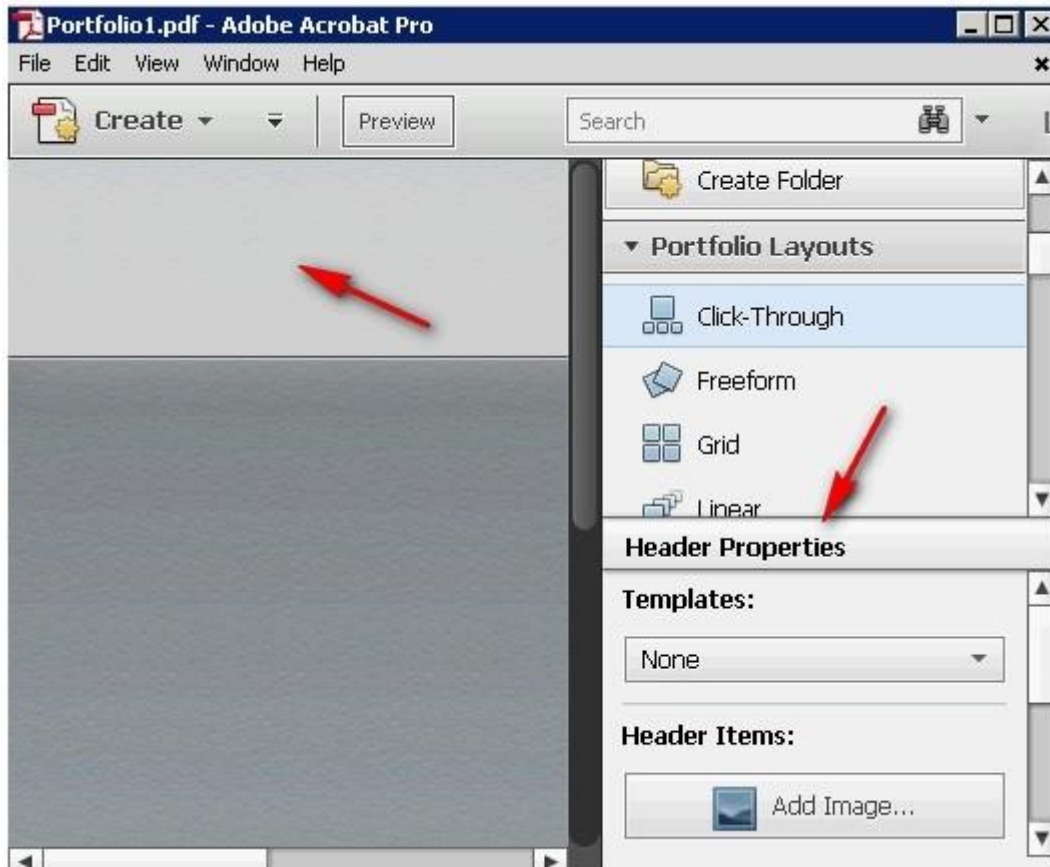 Portfolio1.pdf - Adobe Acrobat Pro
File Edit View Window Help
Create Preview Search
Create Folder
Portfolio Layouts
Click-Through
Freeform
Grid
Linear
Header Properties
Templates:
None
Header Items:
Add Image...